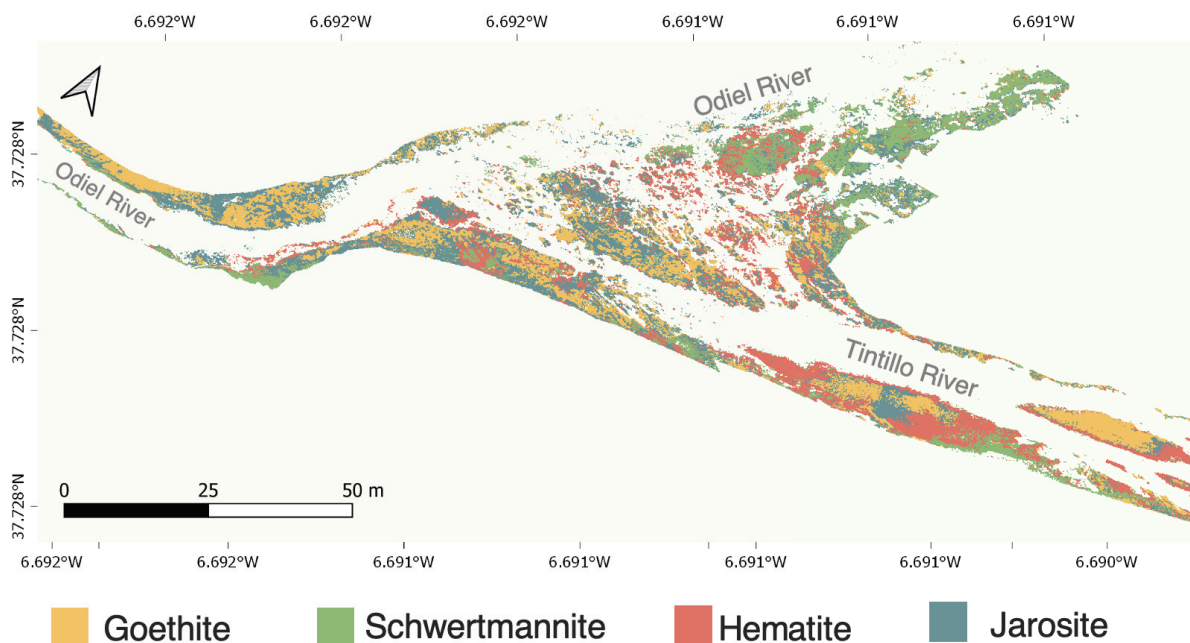 6.692°W 6.692°W 6.692°W 6.691°W 6.691°W 6.691°W
Odiel River
37.728°N
Odiel River
37.728°N
Tintillo River
0 25 50 m
37.728°N
6.692°W 6.692°W 6.691°W 6.691°W 6.691°W 6.691°W 6.690°W
Goethite Schwertmannite Hematite Jarosite